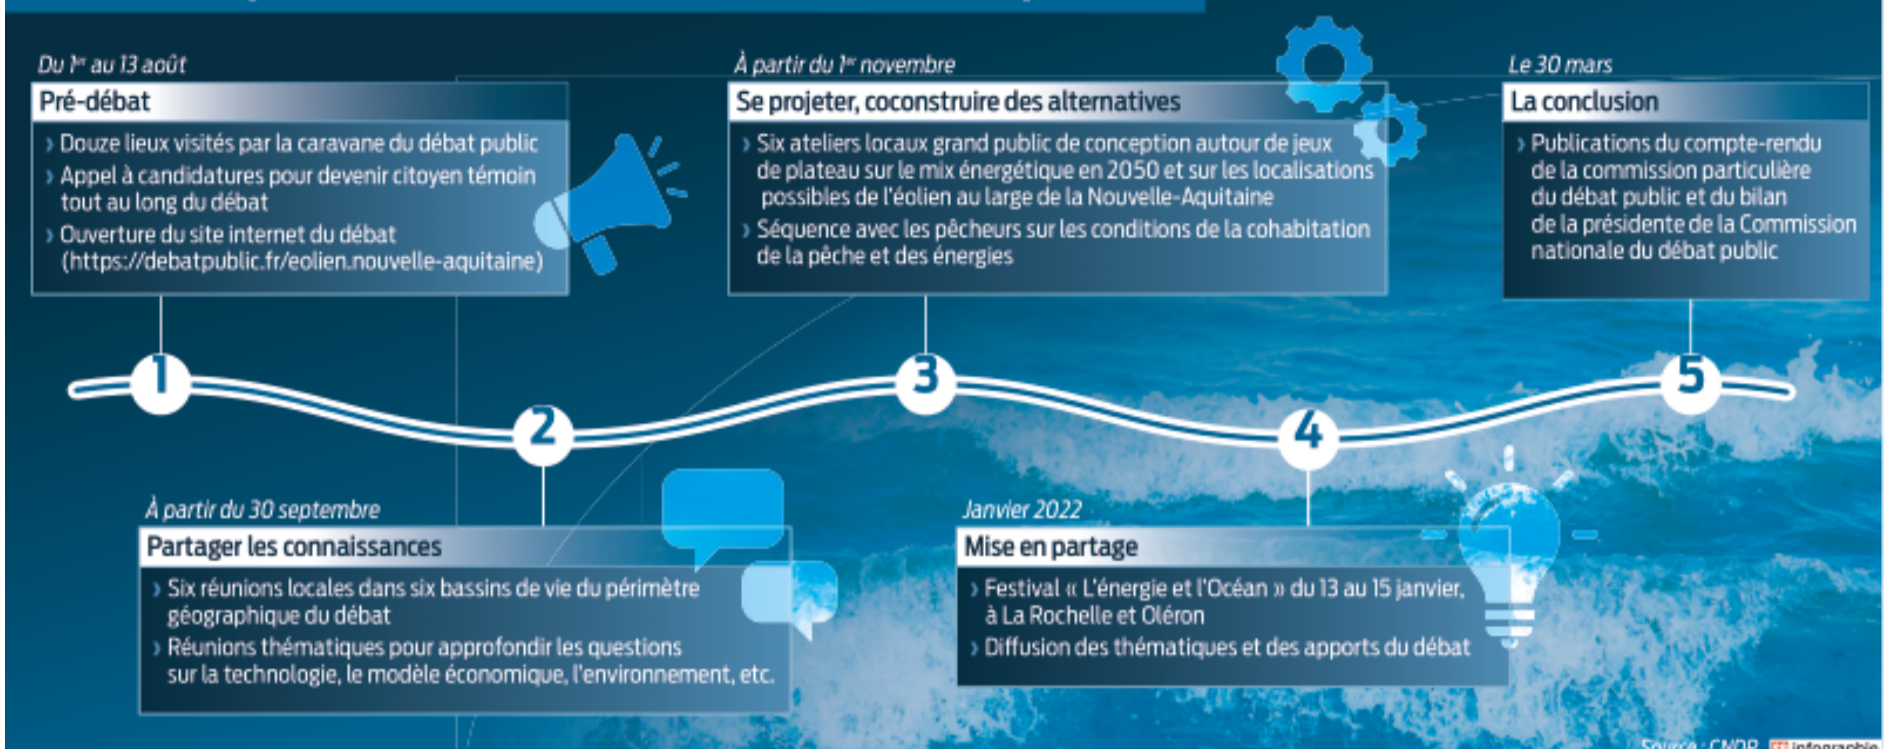 Du 1er au 13 août
Pré-débat
› Douze lieux visités par la caravane du débat public
› Appel à candidatures pour devenir citoyen témoin
tout au long du débat
› Ouverture du site internet du débat
(https://debatpublic.fr/eolien.nouvelle-aquitaine)
À partir du 1er novembre
Se projeter, coconstruire des alternatives
› Six ateliers locaux grand public de conception autour de jeux
de plateau sur le mix énergétique en 2050 et sur les localisations
possibles de l'éolien au large de la Nouvelle-Aquitaine
› Séquence avec les pêcheurs sur les conditions de la cohabitation
de la pêche et des énergies
Le 30 mars
La conclusion
› Publications du compte-rendu
de la commission particulière
du débat public et du bilan
de la présidente de la Commission
nationale du débat public
1
2
3
4
5
À partir du 30 septembre
Partager les connaissances
› Six réunions locales dans six bassins de vie du périmètre
géographique du débat
› Réunions thématiques pour approfondir les questions
sur la technologie, le modèle économique, l'environnement, etc.
Janvier 2022
Mise en partage
› Festival « L'énergie et l'Océan » du 13 au 15 janvier,
à La Rochelle et Oléron
› Diffusion des thématiques et des apports du débat
Source : CNDP infographie